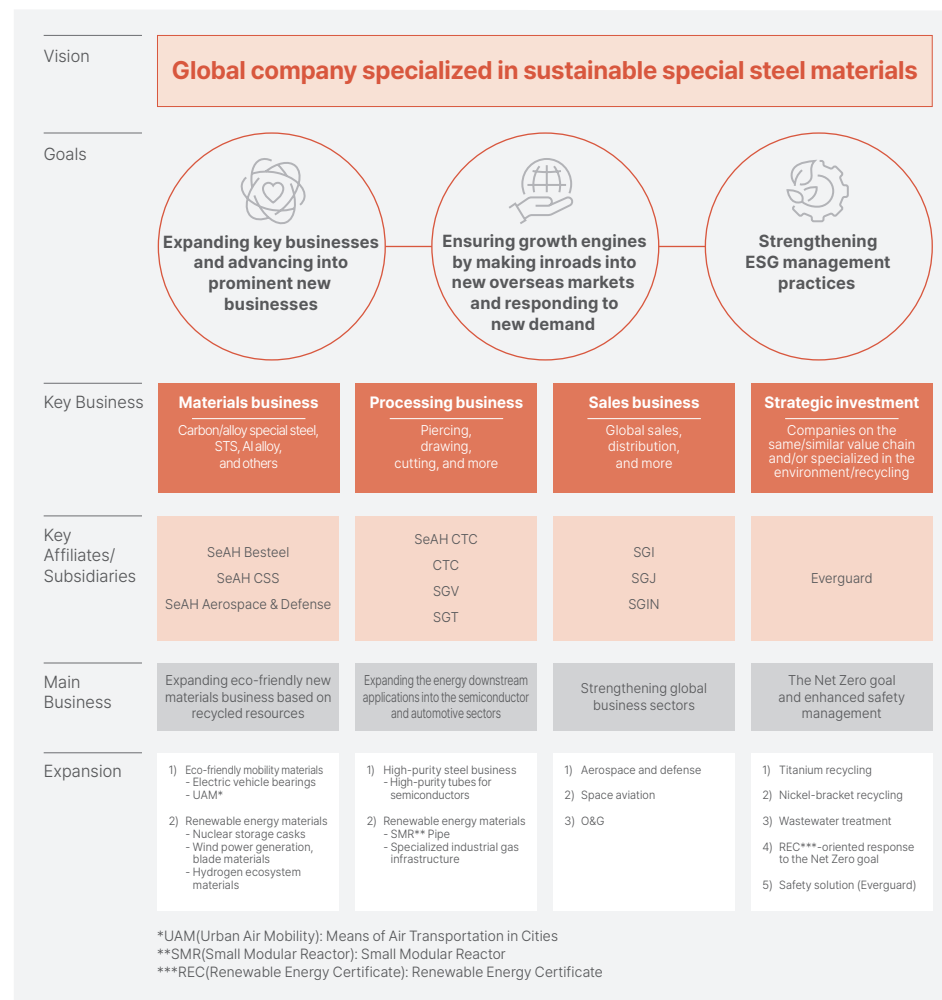 Vision
Global company specialized in sustainable special steel materials
Goals
Expanding key businesses
and advancing into
prominent new
businesses
Ensuring growth engines
by making inroads into
new overseas markets
and responding to
new demand
Strengthening
ESG management
practices
Key Business
Materials business
Carbon/alloy special steel,
STS, Al alloy,
and others
Processing business
Piercing,
drawing,
cutting, and more
Sales business
Global sales,
distribution,
and more
Strategic investment
Companies on the
same/similar value chain
and/or specialized in the
environment/recycling
Key
Affiliates/
Subsidiaries
SeAH Besteel
SeAH CSS
SeAH Aerospace & Defense
SeAH CTC
CTC
SGV
SGT
SGI
SGJ
SGIN
Everguard
Main
Business
Expanding eco-friendly new
materials business based on
recycled resources
Expanding the energy downstream
applications into the semiconductor
and automotive sectors
Strengthening global
business sectors
The Net Zero goal
and enhanced safety
management
Expansion
1) Eco-friendly mobility materials
- Electric vehicle bearings
- UAM*
2) Renewable energy materials
- Nuclear storage casks
- Wind power generation,
blade materials
- Hydrogen ecosystem
materials
1) High-purity steel business
- High-purity tubes for
semiconductors
2) Renewable energy materials
- SMR** Pipe
- Specialized industrial gas
infrastructure
1) Aerospace and defense
2) Space aviation
3) O&G
1) Titanium recycling
2) Nickel-bracket recycling
3) Wastewater treatment
4) REC***-oriented response
to the Net Zero goal
5) Safety solution (Everguard)
*UAM(Urban Air Mobility): Means of Air Transportation in Cities
**SMR(Small Modular Reactor): Small Modular Reactor
***REC(Renewable Energy Certificate): Renewable Energy Certificate